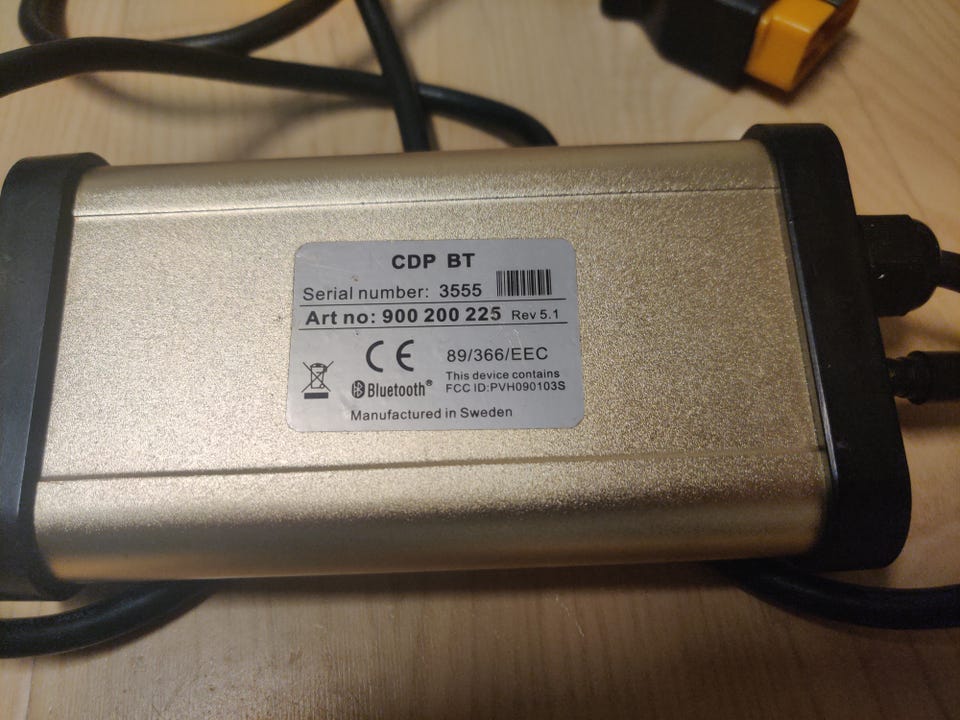 CDP BT
Serial number: 3555
Art no: 900 200 225 Rev 5.1
CE 89/366/EEC
This device contains
Bluetooth® FCC ID:PVH090103S
Manufactured in Sweden